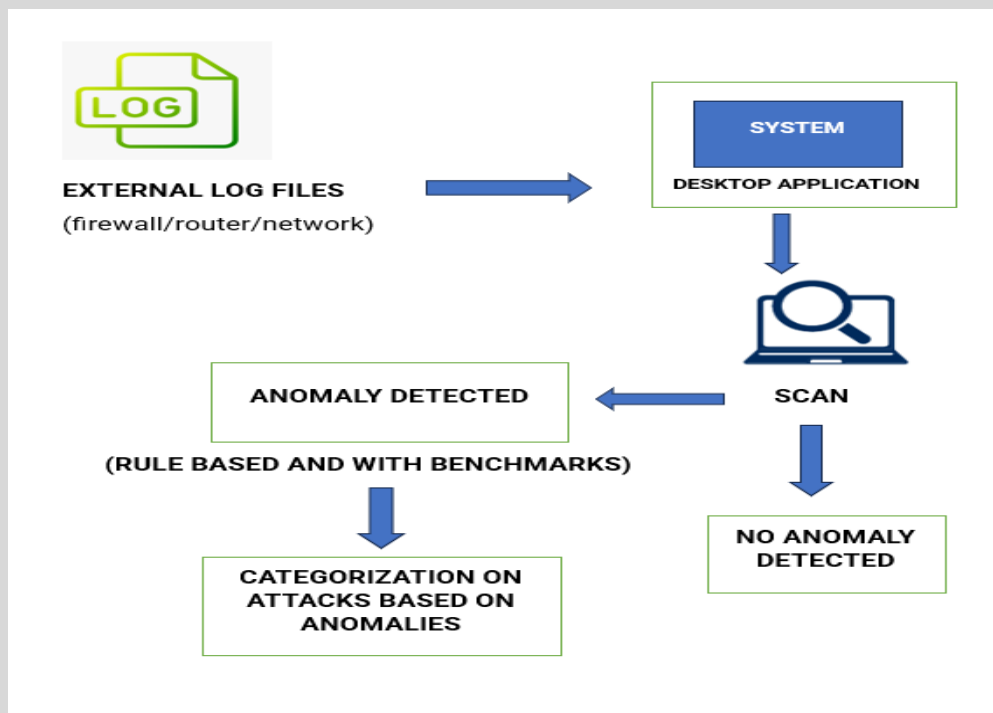 LOG
EXTERNAL LOG FILES
(firewall/router/network)
SYSTEM
DESKTOP APPLICATION
SCAN
ANOMALY DETECTED
(RULE BASED AND WITH BENCHMARKS)
NO ANOMALY
DETECTED
CATEGORIZATION ON
ATTACKS BASED ON
ANOMALIES